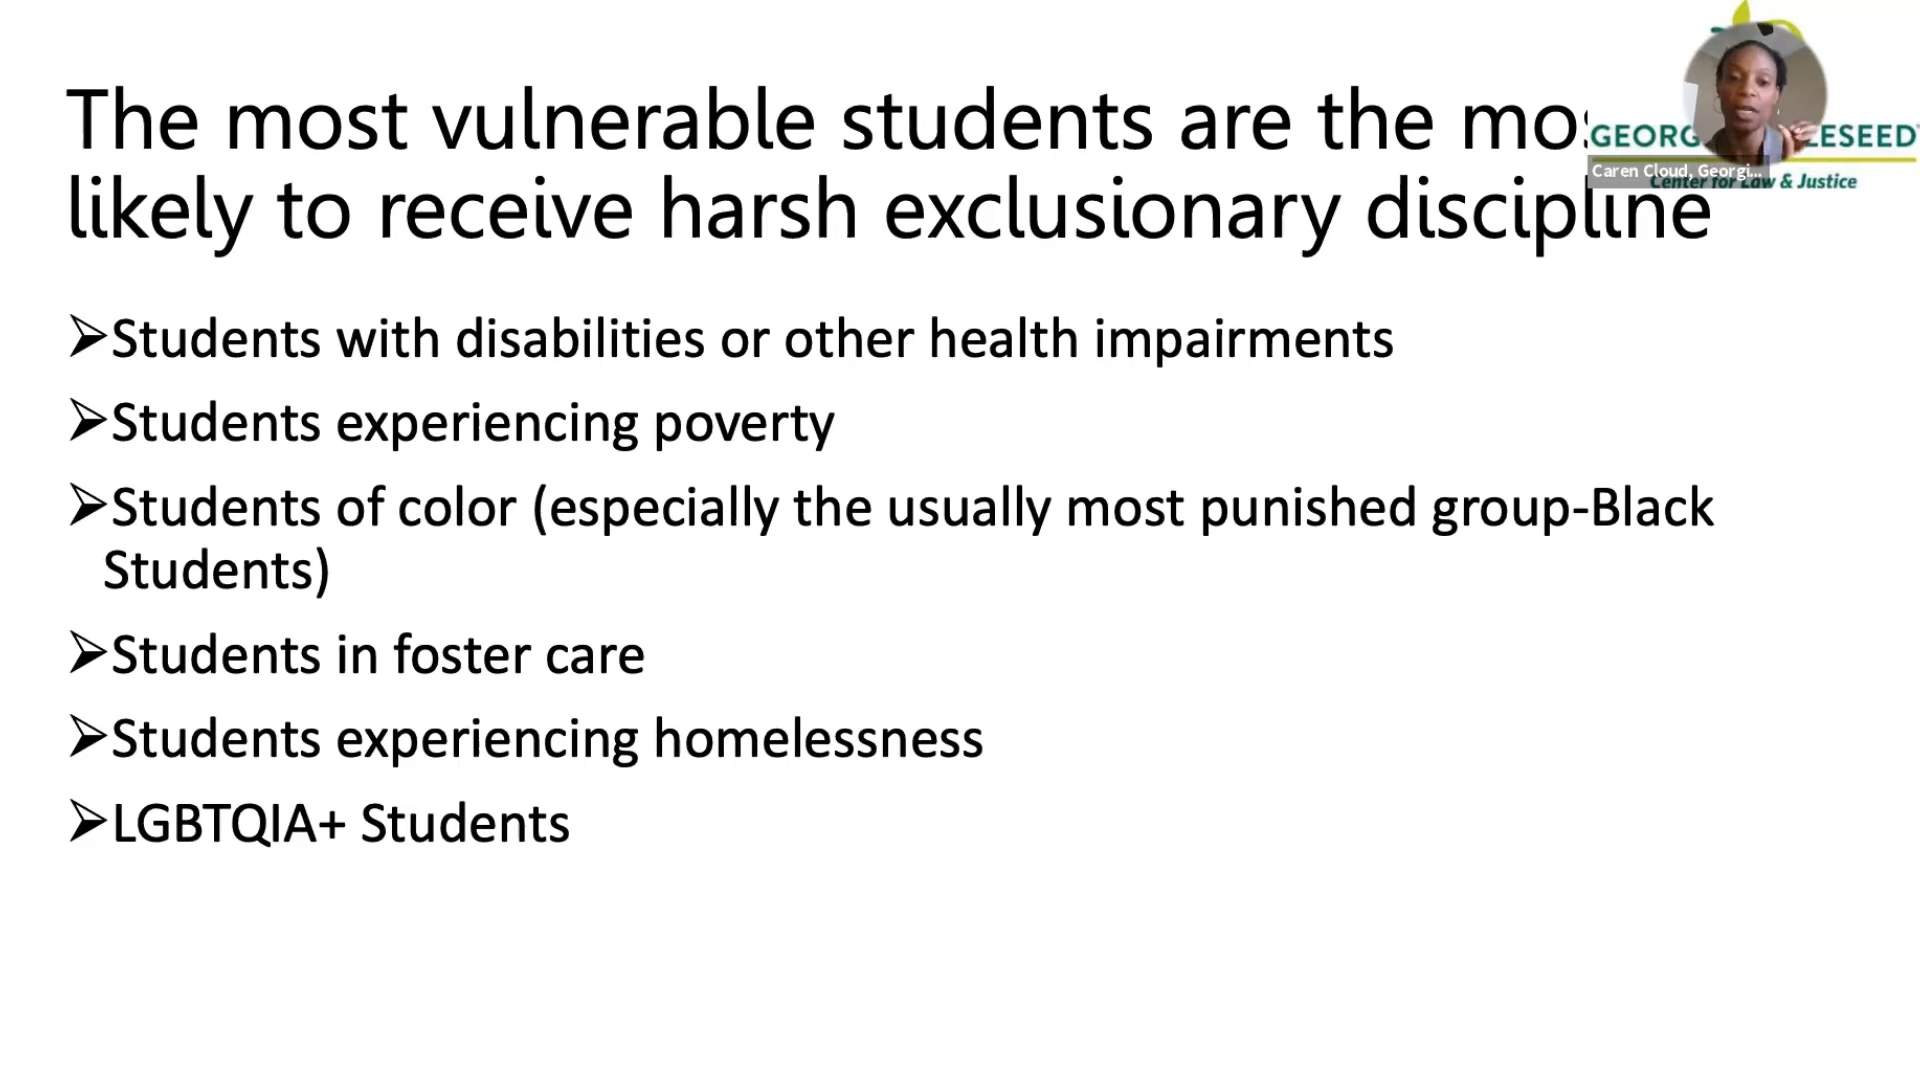 The most vulnerable students are the mos
likely to receive harsh exclusionary discipline
GEORG ESEED
Caren Cloud, Georgi...
Center for Law & Justice
➢Students with disabilities or other health impairments
➢Students experiencing poverty
➢Students of color (especially the usually most punished group-Black
Students)
➢Students in foster care
➢Students experiencing homelessness
➢LGBTQIA+ Students